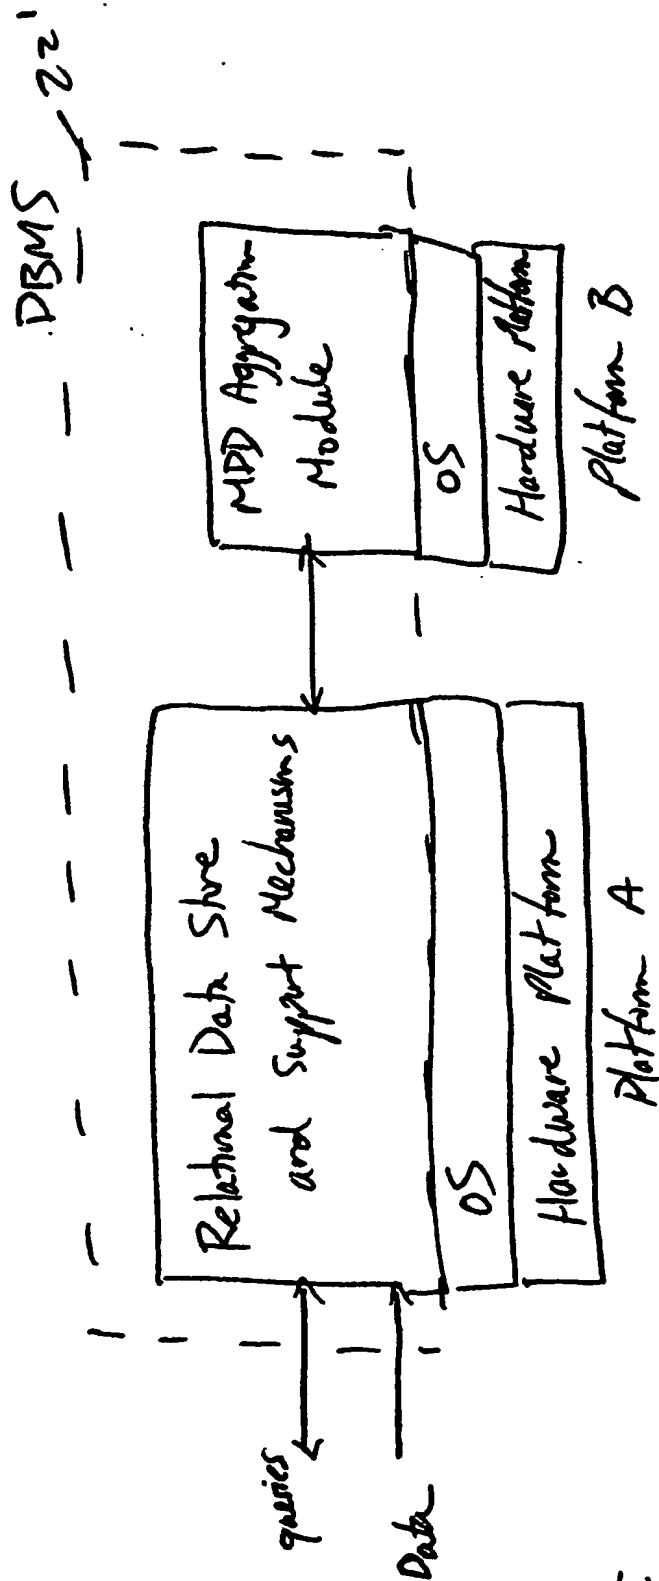 DBMS
22'
queries
Data
Relational Data Store
and Support Mechanisms
OS
Hardware Platform
Platform A
MDD Aggregation
Module
OS
Hardware Platform
Platform B